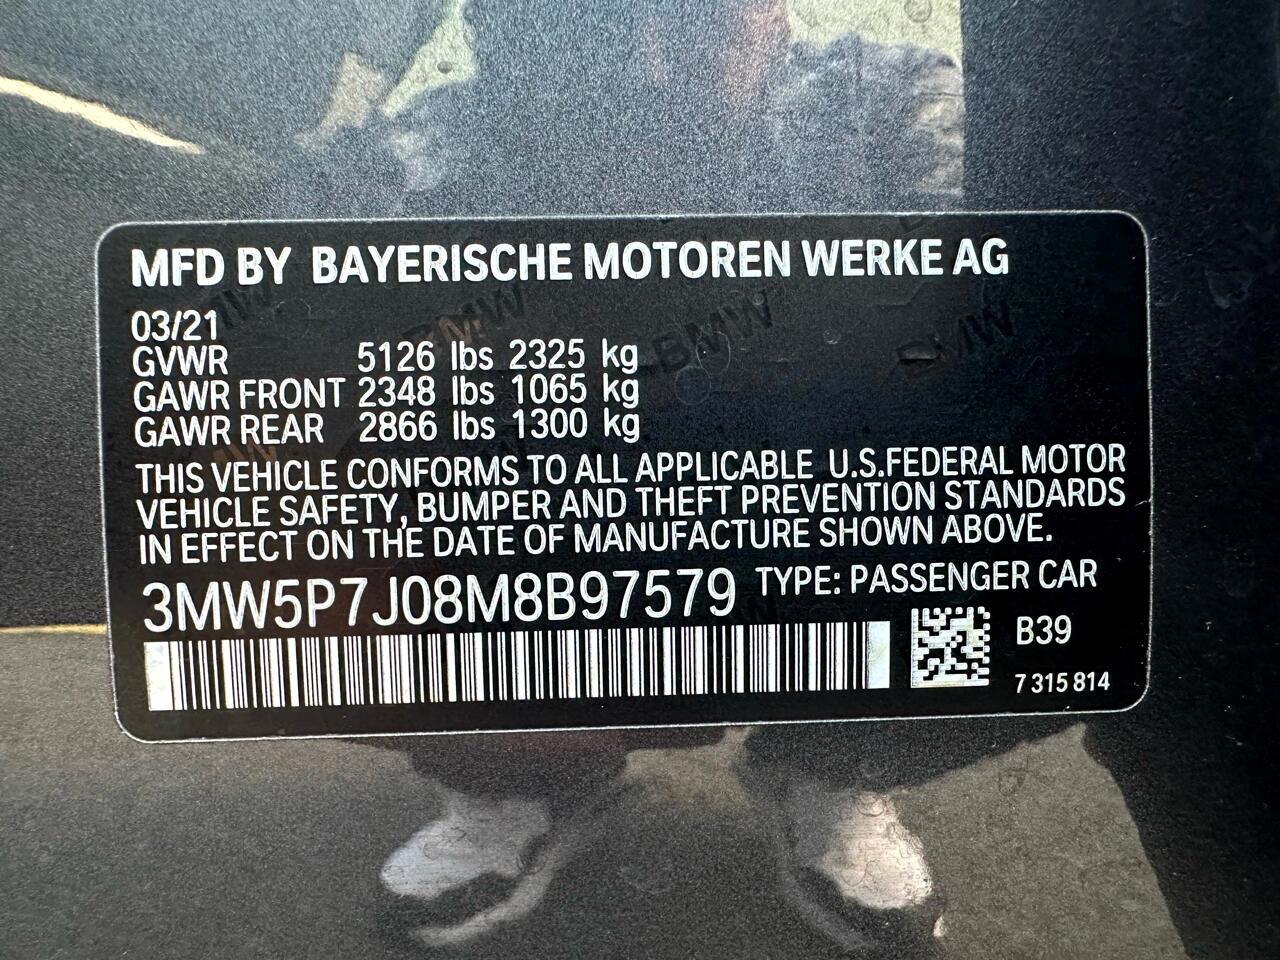 MFD BY BAYERISCHE MOTOREN WERKE AG
03/21
GVWR 5126 lbs 2325 kg
GAWR FRONT 2348 lbs 1065 kg
GAWR REAR 2866 lbs 1300 kg
THIS VEHICLE CONFORMS TO ALL APPLICABLE U.S.FEDERAL MOTOR
VEHICLE SAFETY, BUMPER AND THEFT PREVENTION STANDARDS
IN EFFECT ON THE DATE OF MANUFACTURE SHOWN ABOVE.
3MW5P7J08M8B97579 TYPE: PASSENGER CAR
B39
7 315 814
BMW
BMW
BMW